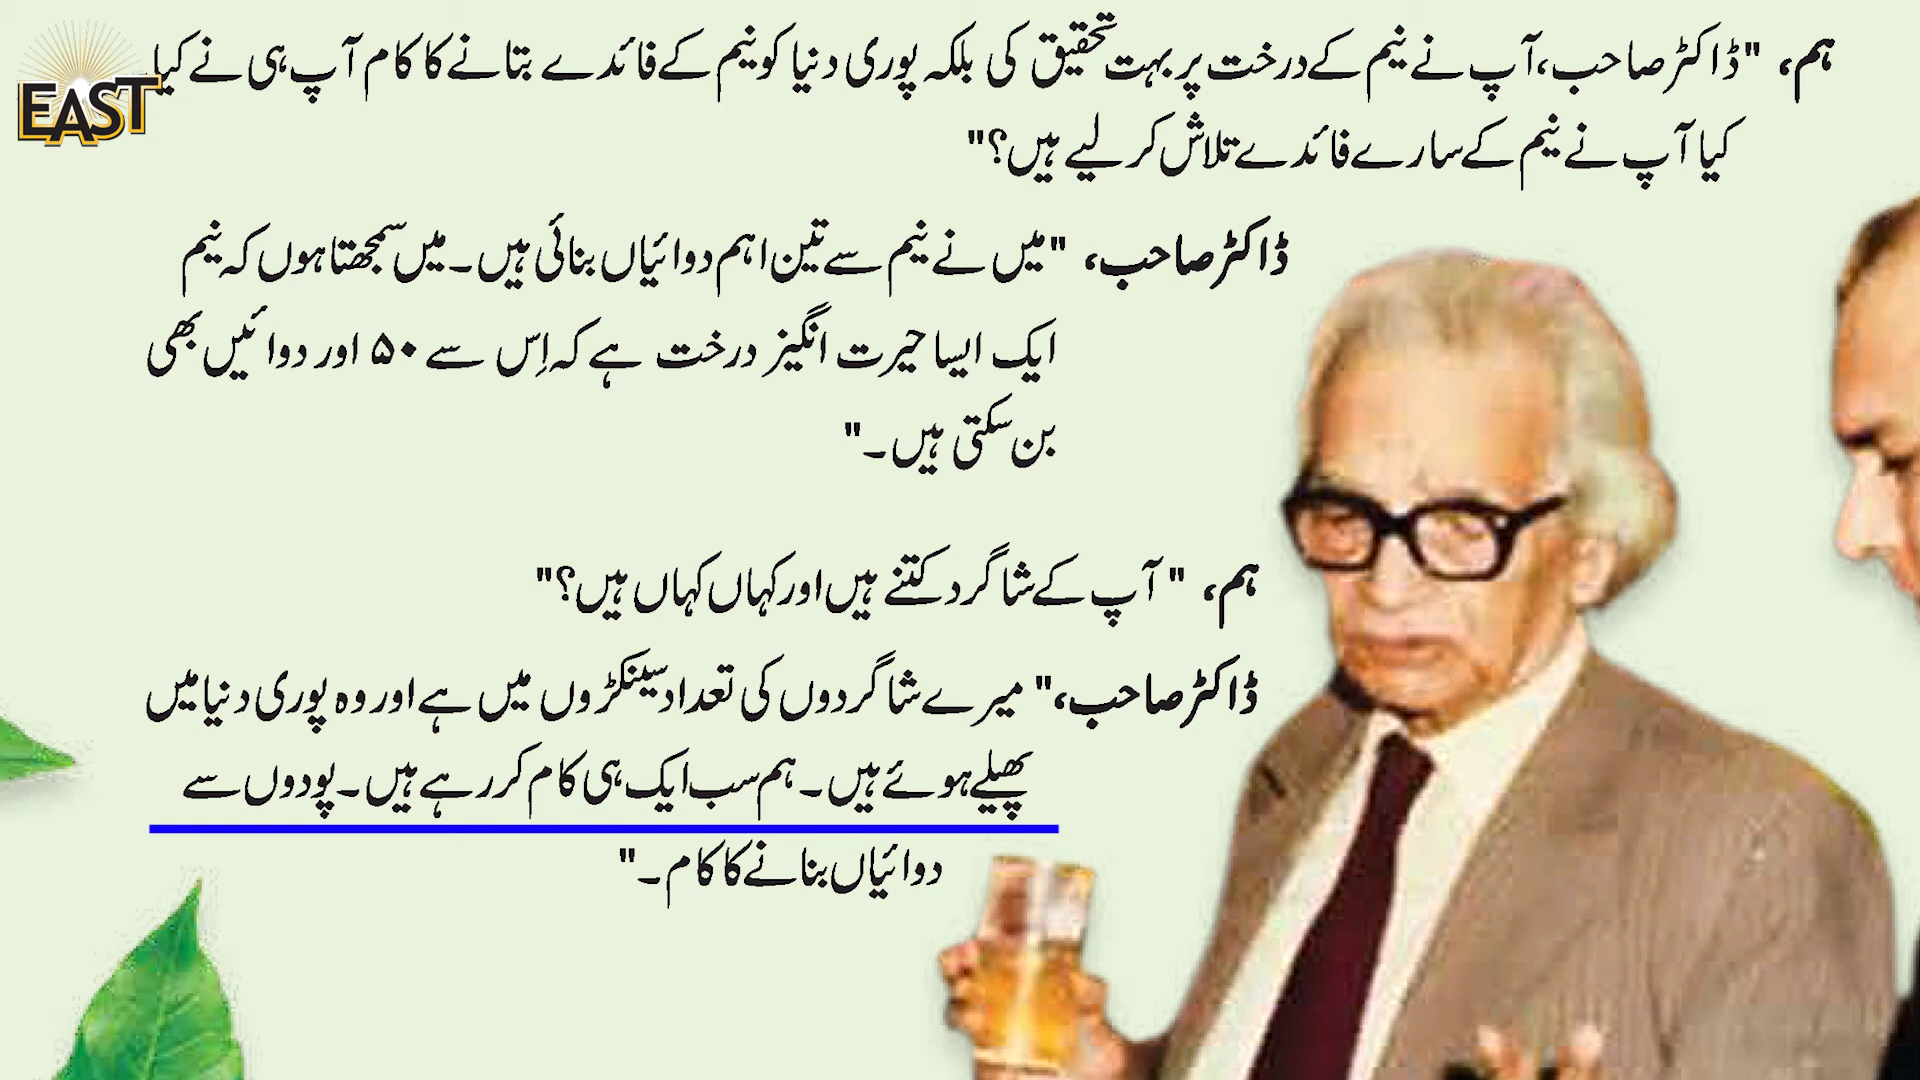 EAST
ہم، "ڈاکٹر صاحب، آپ نے نیم کے درخت پر بہت تحقیق کی بلکہ پوری دنیا کو نیم کے فائدے بتانے کا کام آپ ہی نے کیا۔
کیا آپ نے نیم کے سارے فائدے تلاش کر لیے ہیں؟"
ڈاکٹر صاحب، "میں نے نیم سے تین اہم دوائیاں بنائی ہیں۔ میں سمجھتا ہوں کہ نیم
ایک ایسا حیرت انگیز درخت ہے کہ اِس سے ۵۰ اور دوائیں بھی
بن سکتی ہیں۔"
ہم، "آپ کے شاگرد کتنے ہیں اور کہاں کہاں ہیں؟"
ڈاکٹر صاحب، "میرے شاگردوں کی تعداد سینکڑوں میں ہے اور وہ پوری دنیا میں
پھیلے ہوئے ہیں۔ ہم سب ایک ہی کام کر رہے ہیں۔ پودوں سے
دوائیاں بنانے کا کام۔"